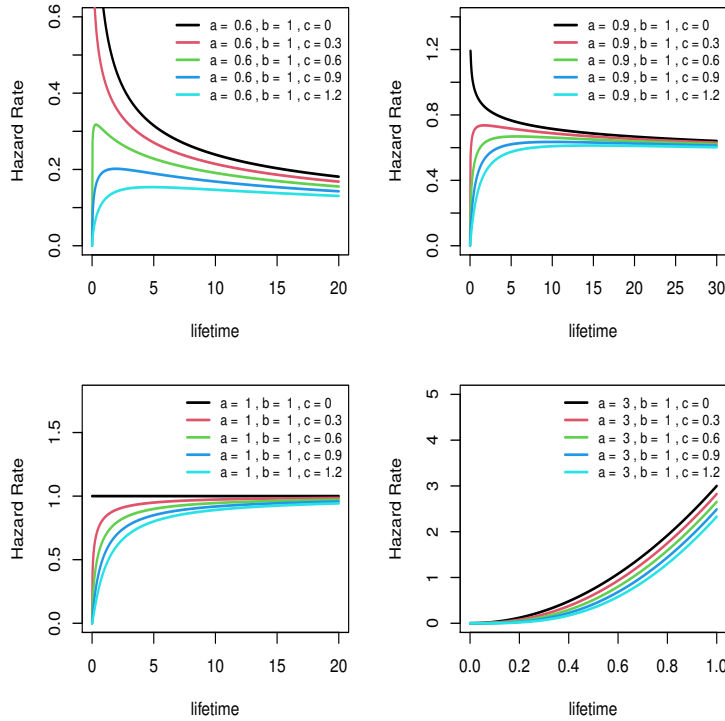 Hazard Rate
0.0
0.2
0.4
0.6
a = 0.6 , b = 1 , c = 0
a = 0.6 , b = 1 , c = 0.3
a = 0.6 , b = 1 , c = 0.6
a = 0.6 , b = 1 , c = 0.9
a = 0.6 , b = 1 , c = 1.2
0 5 10 15 20
lifetime
Hazard Rate
0.0
0.4
0.8
1.2
a = 0.9 , b = 1 , c = 0
a = 0.9 , b = 1 , c = 0.3
a = 0.9 , b = 1 , c = 0.6
a = 0.9 , b = 1 , c = 0.9
a = 0.9 , b = 1 , c = 1.2
0 5 10 15 20 25 30
lifetime
Hazard Rate
0.0
0.5
1.0
1.5
a = 1 , b = 1 , c = 0
a = 1 , b = 1 , c = 0.3
a = 1 , b = 1 , c = 0.6
a = 1 , b = 1 , c = 0.9
a = 1 , b = 1 , c = 1.2
0 5 10 15 20
lifetime
Hazard Rate
0
1
2
3
4
5
a = 3 , b = 1 , c = 0
a = 3 , b = 1 , c = 0.3
a = 3 , b = 1 , c = 0.6
a = 3 , b = 1 , c = 0.9
a = 3 , b = 1 , c = 1.2
0.0 0.2 0.4 0.6 0.8 1.0
lifetime